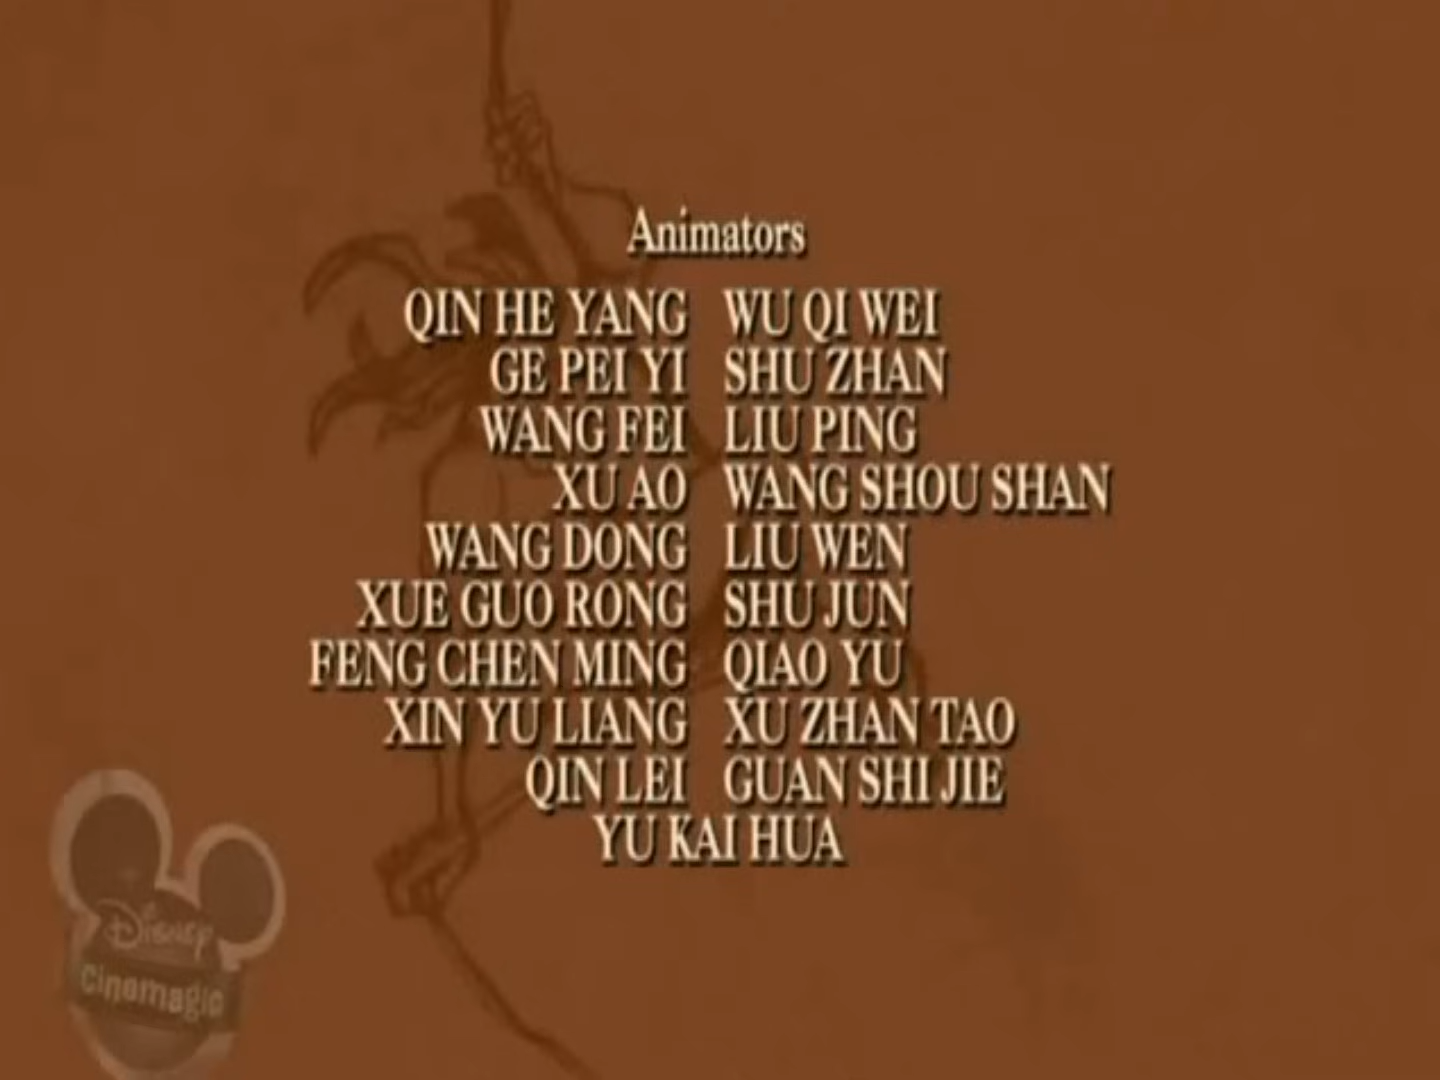 Animators
QIN HE YANG WU QI WEI
GE PEI YI SHU ZHAN
WANG FEI LIU PING
XU AO WANG SHOU SHAN
WANG DONG LIU WEN
XUE GUO RONG SHU JUN
FENG CHEN MING QIAO YU
XIN YU LIANG XU ZHAN TAO
QIN LEI GUAN SHI JIE
YU KAI HUA
Disney
Cinemagic